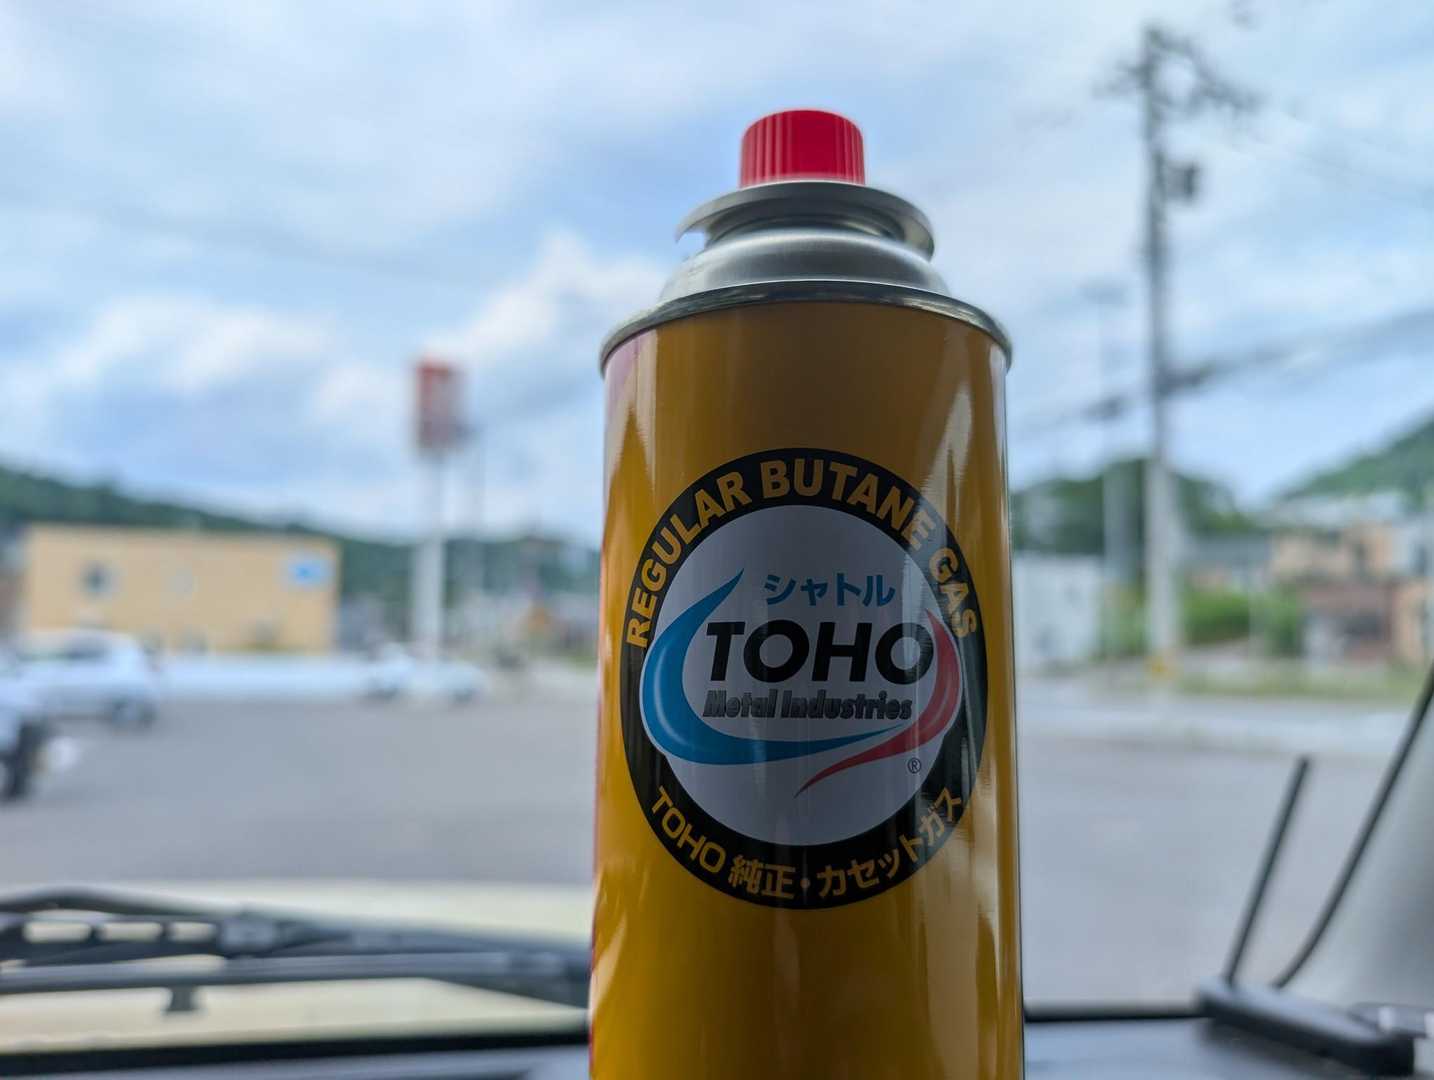 REGULAR BUTANE GAS
シャトル
TOHO
Metal Industries
®
TOHO 純正・カセットガス